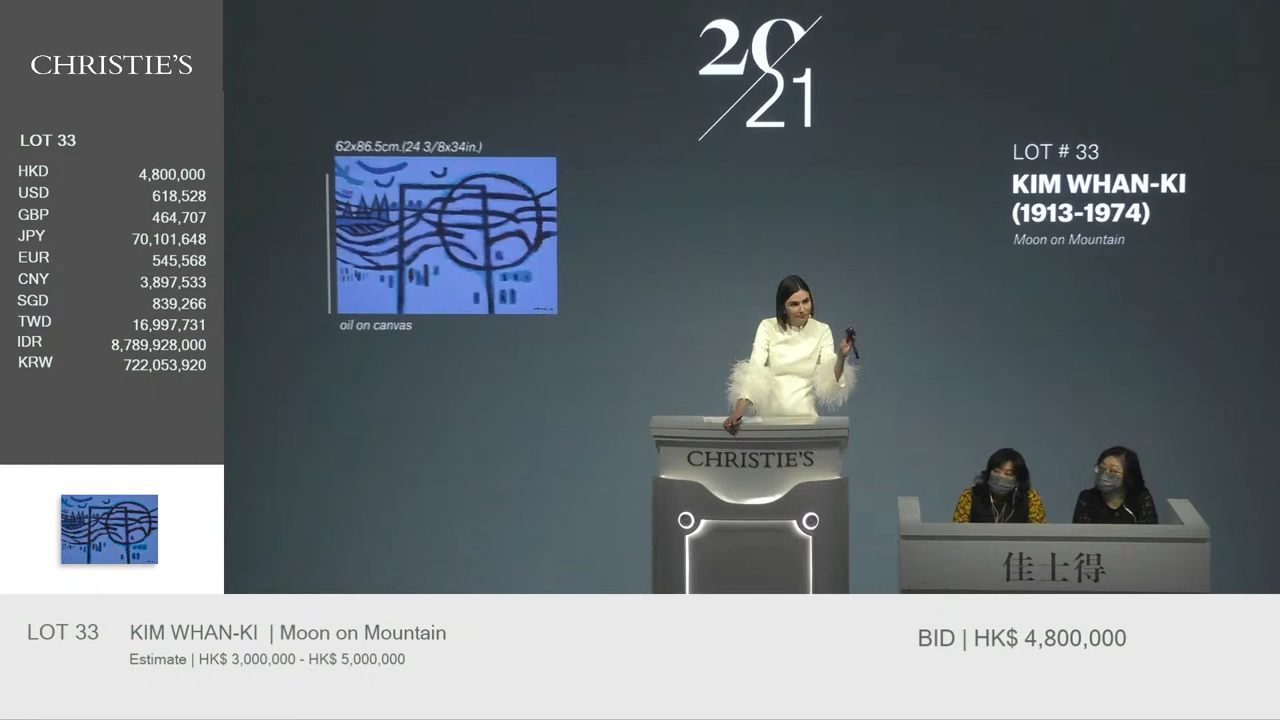 CHRISTIE'S
LOT 33
HKD 4,800,000
USD 618,528
GBP 464,707
JPY 70,101,648
EUR 545,568
CNY 3,897,533
SGD 839,266
TWD 16,997,731
IDR 8,789,928,000
KRW 722,053,920
20/21
62x86.5cm.(24 3/8x34in.)
oil on canvas
LOT # 33
KIM WHAN-KI
(1913-1974)
Moon on Mountain
CHRISTIE'S
佳士得
LOT 33 KIM WHAN-KI | Moon on Mountain
Estimate | HK$ 3,000,000 - HK$ 5,000,000
BID | HK$ 4,800,000